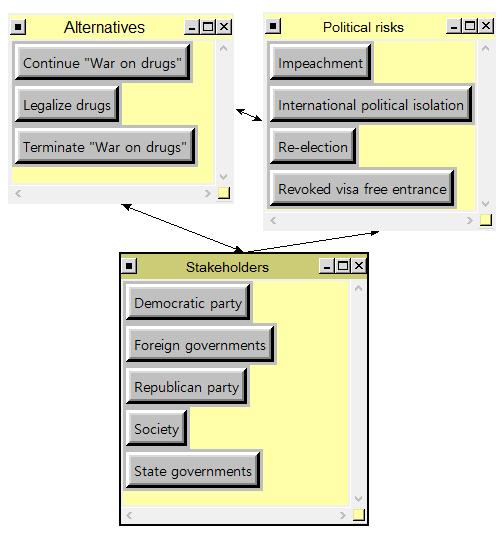 Alternatives
Continue "War on drugs"
Legalize drugs
Terminate "War on drugs"
Political risks
Impeachment
International political isolation
Re-election
Revoked visa free entrance
Stakeholders
Democratic party
Foreign governments
Republican party
Society
State governments